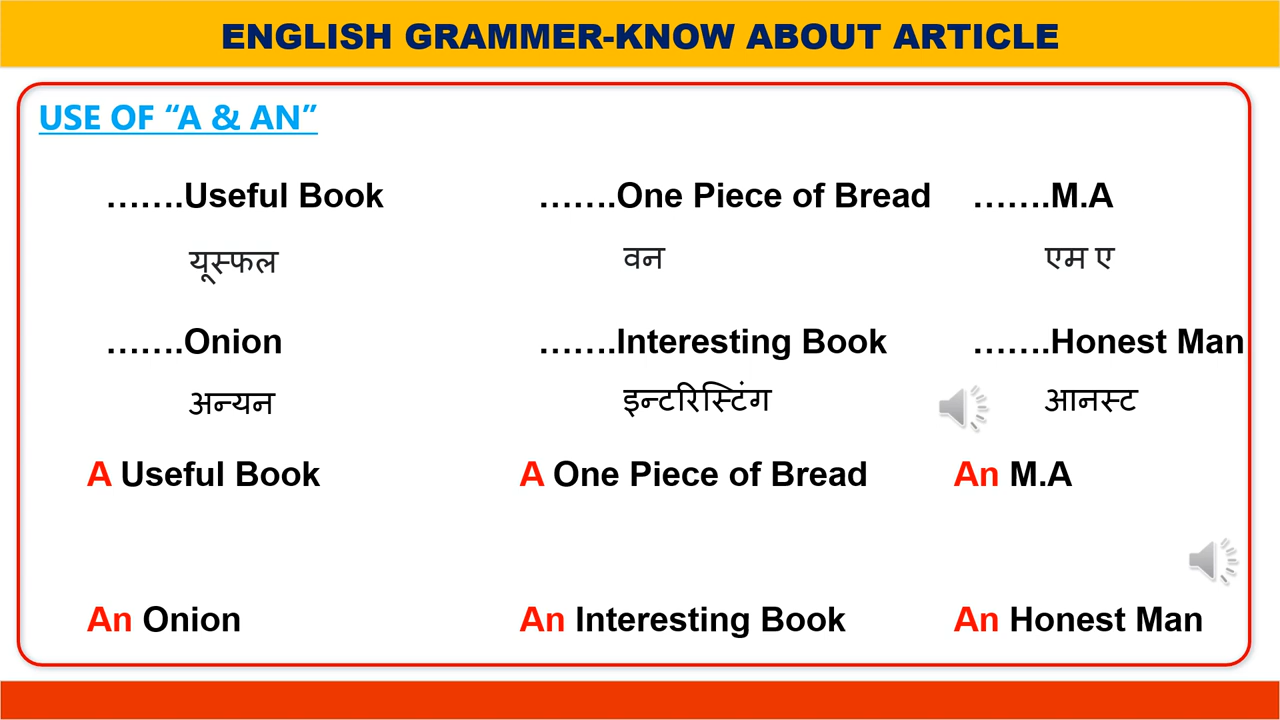 ENGLISH GRAMMER-KNOW ABOUT ARTICLE
USE OF “A & AN”
…….Useful Book …….One Piece of Bread …….M.A
यूस्फल वन एम ए
…….Onion …….Interesting Book …….Honest Man
अन्यन इन्टरिस्टिंग आनस्ट
A Useful Book A One Piece of Bread An M.A
An Onion An Interesting Book An Honest Man